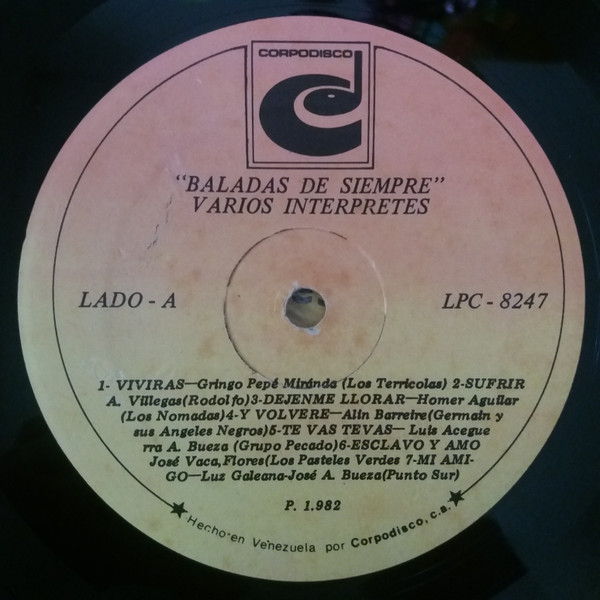 CORPODISCO
"BALADAS DE SIEMPRE"
VARIOS INTERPRETES
LADO - A
LPC - 8247
1- VIVIRAS—Gringo Pepé Miránda (Los Terricolas) 2-SUFRIR
A. Villegas(Rodolfo)3-DEJENME LLORAR—Homer Aguilar
(Los Nomadas)4-Y VOLVERE—Alin Barreire(Germain y
sus Angeles Negros)5-TE VAS TEVAS— Luis Acegue
rra A. Bueza (Grupo Pecado)6-ESCLAVO Y AMO
José Vaca,Flores(Los Pasteles Verdes 7-MI AMI-
GO—Luz Galeana-José A. Bueza(Punto Sur)
P. 1.982
Hecho en Venezuela por Corpodisco, c.a.